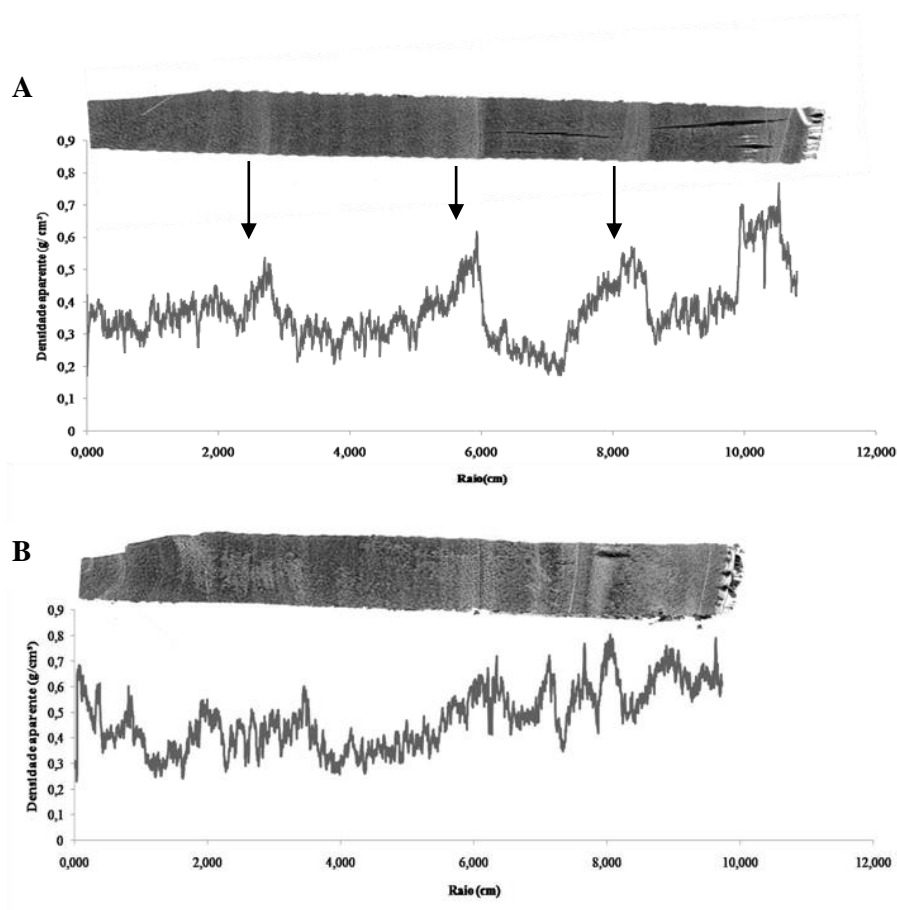 A
0,9
0,8
0,7
0,6
0,5
0,4
0,3
0,2
0,1
0
Densidade aparente (g/ cm³)
0,000 2,000 4,000 6,000 8,000 10,000 12,000
Raio(cm)
B
0,9
0,8
0,7
0,6
0,5
0,4
0,3
0,2
0,1
0
Densidade aparente (g/cm³)
0,000 2,000 4,000 6,000 8,000 10,000 12,000
Raio (cm)